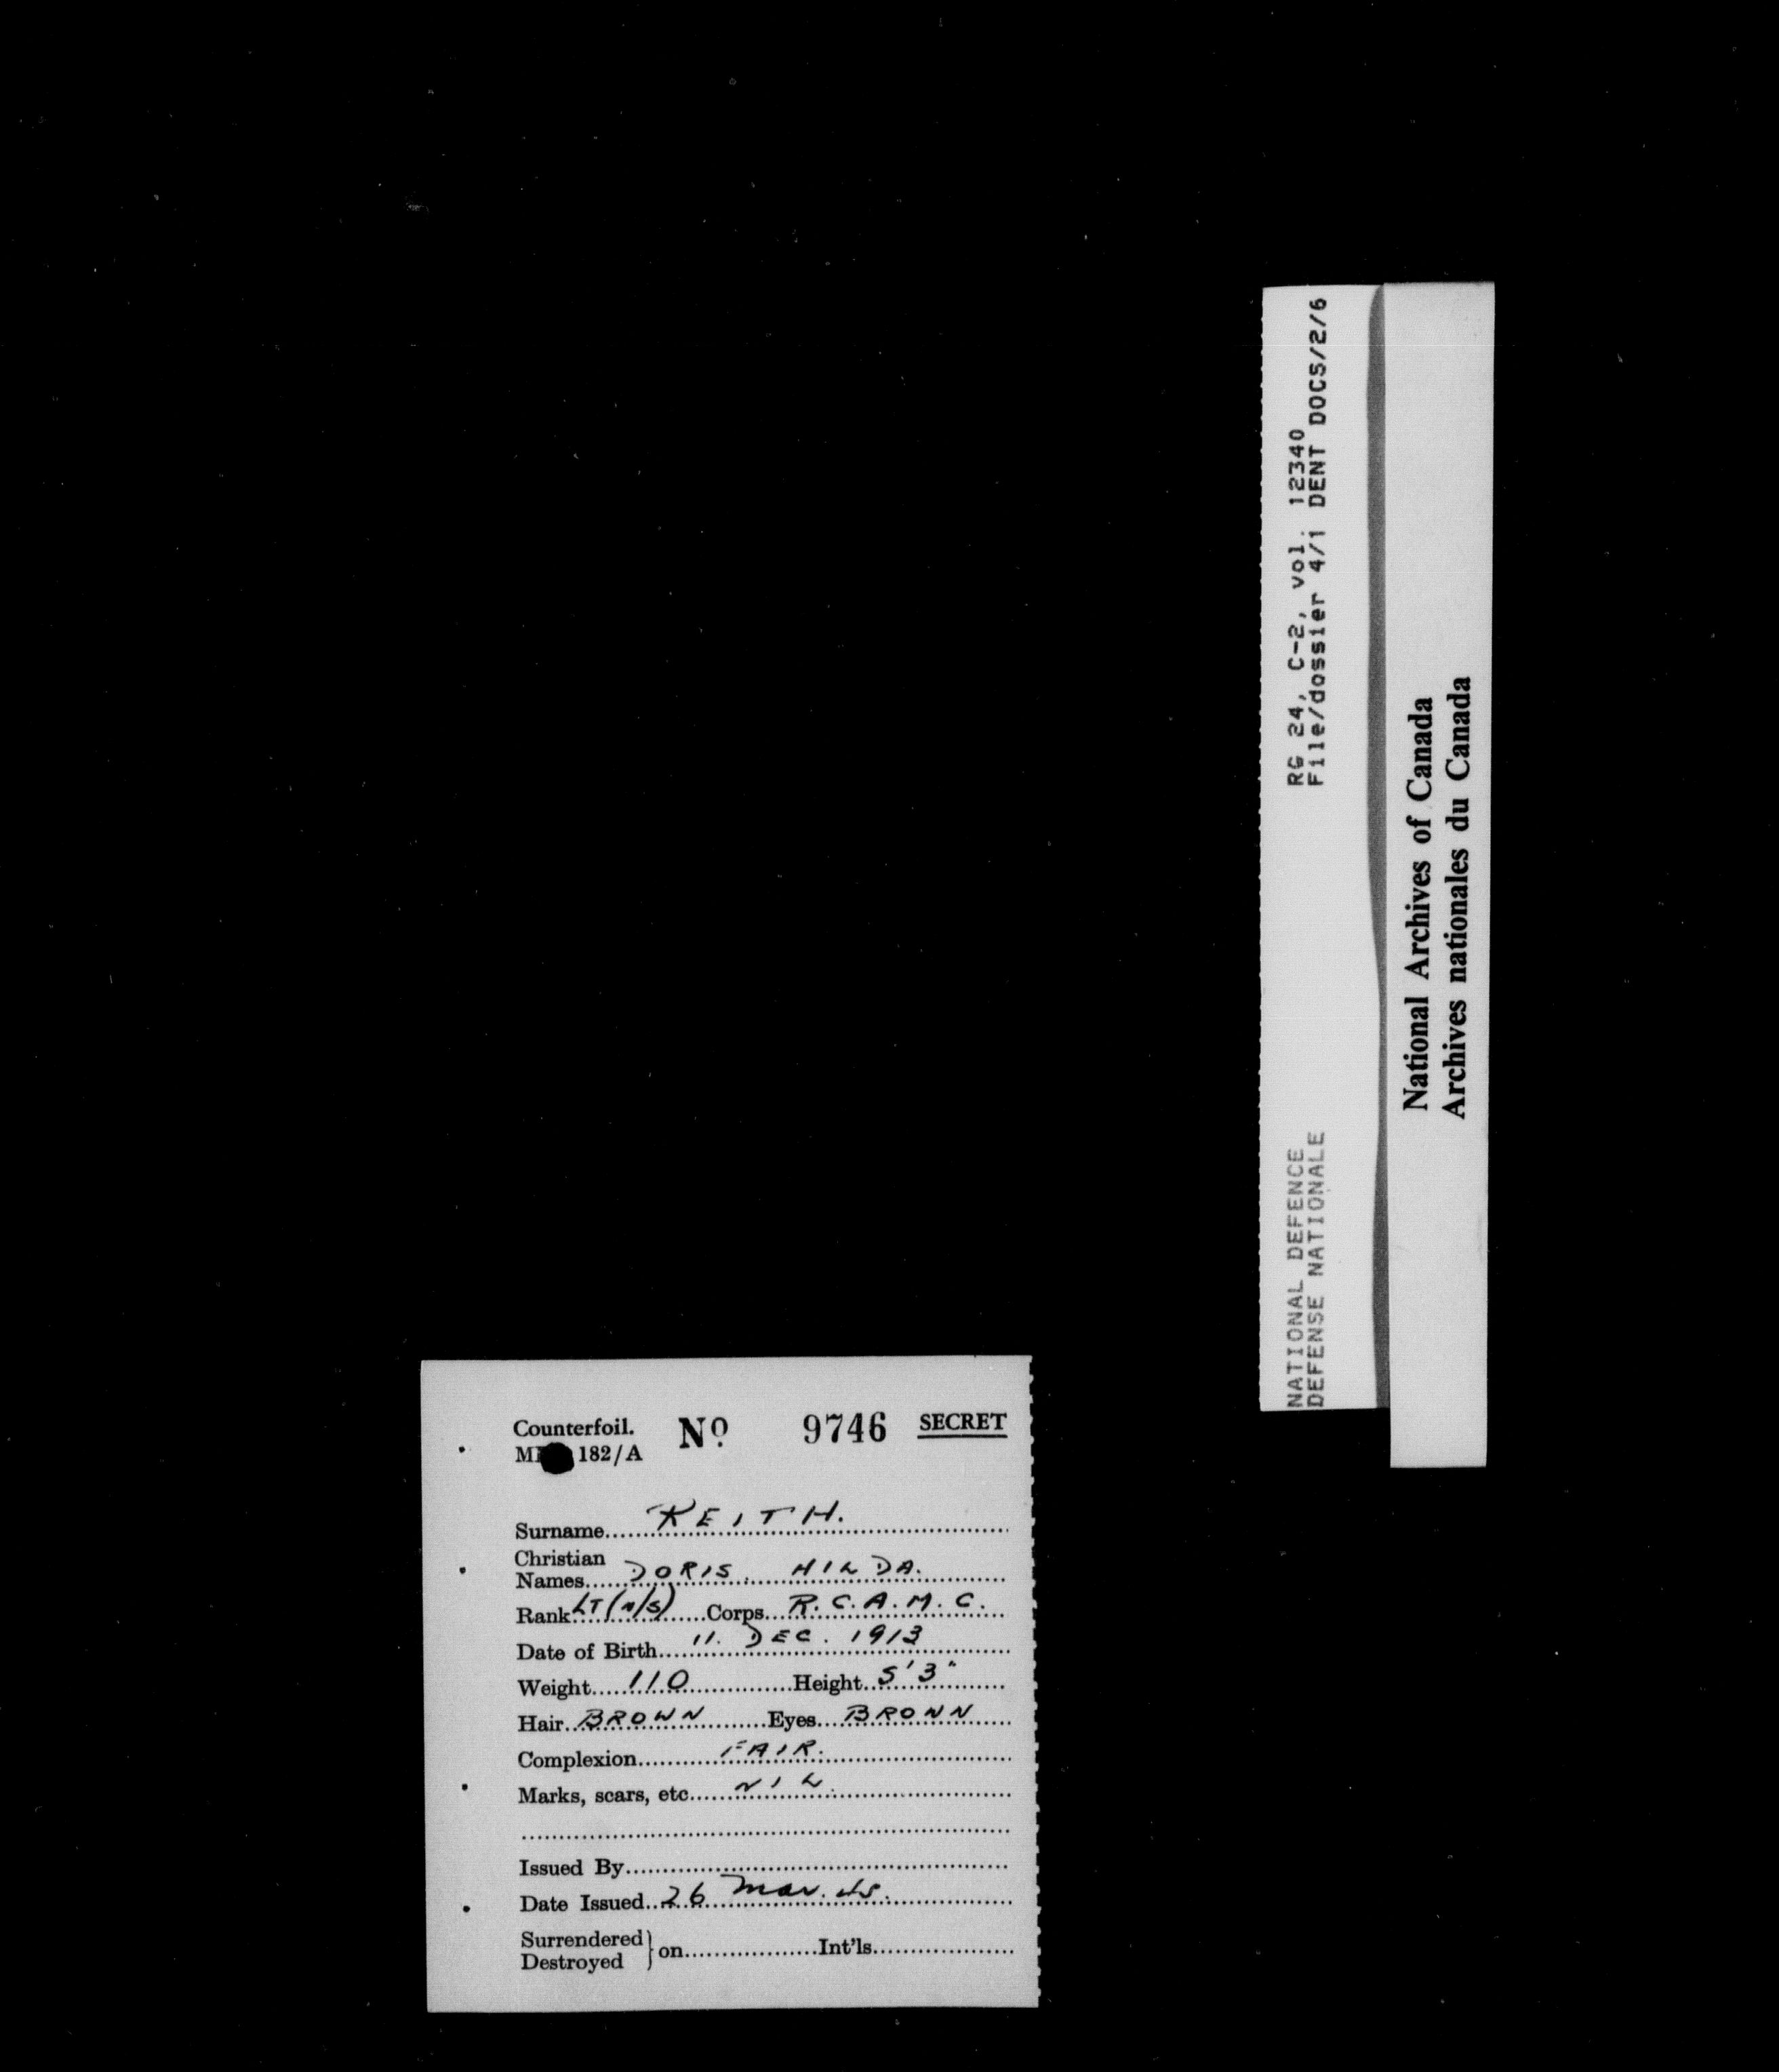 Counterfoil. No. 9746 SECRET
182/A
Surname KEITH.
Christian
Names DORIS HILDA.
Rank LT (N/S) Corps R.C.A.M.C.
Date of Birth 11. DEC. 1913
Weight 110 Height 5'3"
Hair BROWN Eyes BROWN
Complexion FAIR.
Marks, scars, etc NIL.
Issued By
Date Issued 26 Mar. 45.
Surrendered
Destroyed } on Int'ls
NATIONAL DEFENCE RG 24, C-2, vol. 12340
DEFENSE NATIONALE File/dossier 4/1 DENT DOCS/2/6
National Archives of Canada
Archives nationales du Canada